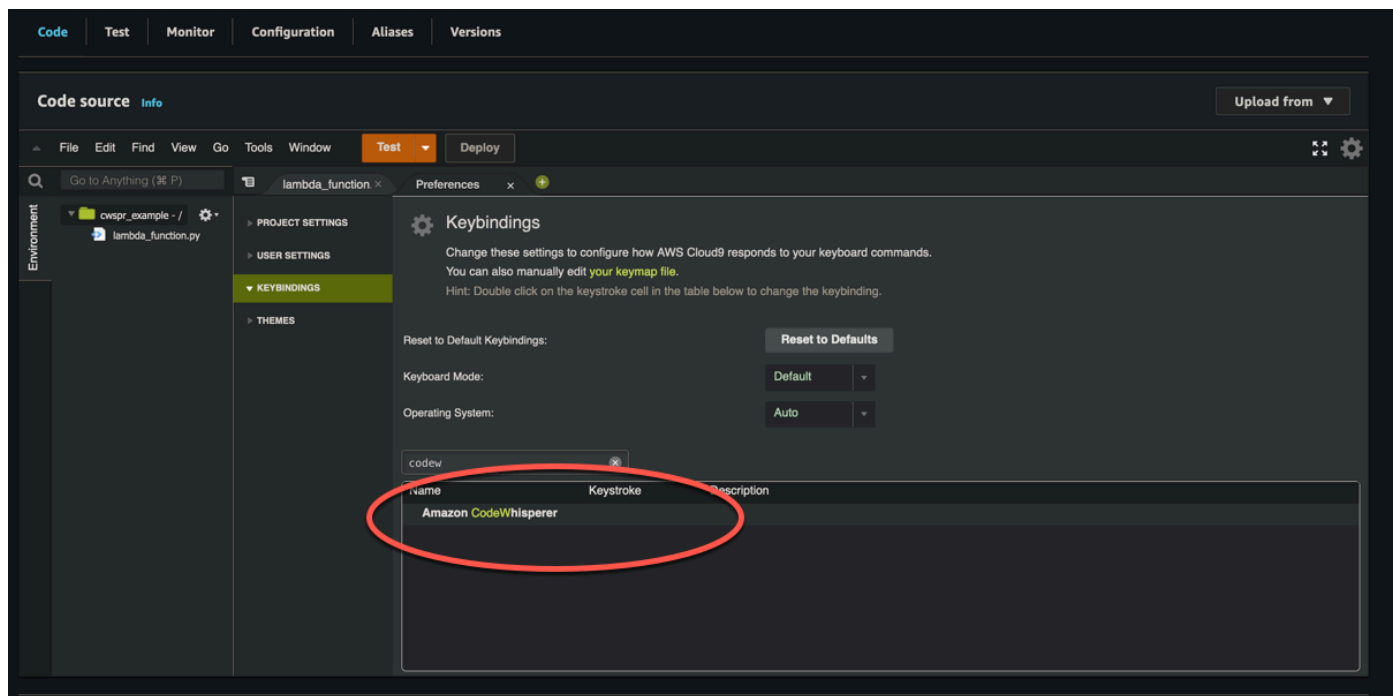 Code Test Monitor Configuration Aliases Versions
Code source Info
Upload from
File Edit Find View Go Tools Window Test Deploy
Go to Anything (⌘ P)
lambda_function
Preferences
Environment
cwspr_example - /
lambda_function.py
PROJECT SETTINGS
USER SETTINGS
KEYBINDINGS
THEMES
Keybindings
Change these settings to configure how AWS Cloud9 responds to your keyboard commands.
You can also manually edit your keymap file.
Hint: Double click on the keystroke cell in the table below to change the keybinding.
Reset to Default Keybindings: Reset to Defaults
Keyboard Mode: Default
Operating System: Auto
codew
Name Keystroke Description
Amazon CodeWhisperer